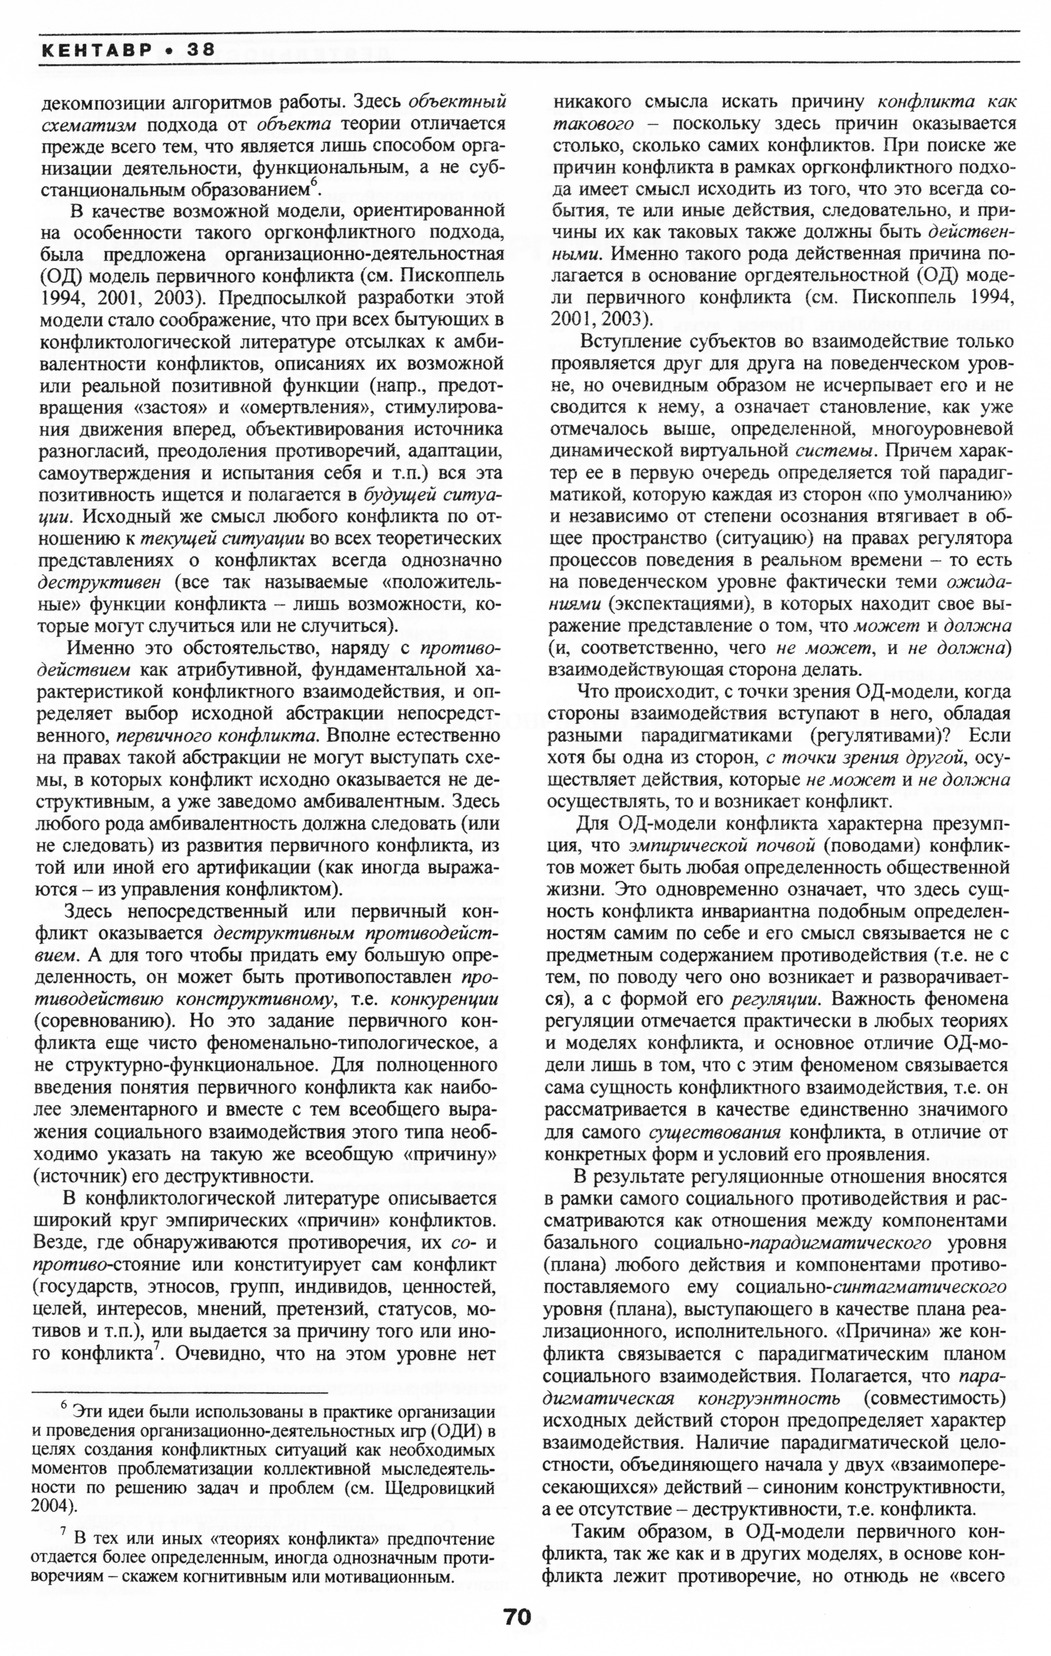 КЕНТАВР • 38
декомпозиции алгоритмов работы. Здесь объектный
схематизм подхода от объекта теории отличается
прежде всего тем, что является лишь способом орга-
низации деятельности, функциональным, а не суб-
станциональным образованием⁶.
В качестве возможной модели, ориентированной
на особенности такого оргконфликтного подхода,
была предложена организационно-деятельностная
(ОД) модель первичного конфликта (см. Пископпель
1994, 2001, 2003). Предпосылкой разработки этой
модели стало соображение, что при всех бытующих в
конфликтологической литературе отсылках к амби-
валентности конфликтов, описаниях их возможной
или реальной позитивной функции (напр., предот-
вращения «застоя» и «омертвления», стимулирова-
ния движения вперед, объективирования источника
разногласий, преодоления противоречий, адаптации,
самоутверждения и испытания себя и т.п.) вся эта
позитивность ищется и полагается в будущей ситуа-
ции. Исходный же смысл любого конфликта по от-
ношению к текущей ситуации во всех теоретических
представлениях о конфликтах всегда однозначно
деструктивен (все так называемые «положитель-
ные» функции конфликта – лишь возможности, ко-
торые могут случиться или не случиться).
Именно это обстоятельство, наряду с противо-
действием как атрибутивной, фундаментальной ха-
рактеристикой конфликтного взаимодействия, и оп-
ределяет выбор исходной абстракции непосредст-
венного, первичного конфликта. Вполне естественно
на правах такой абстракции не могут выступать схе-
мы, в которых конфликт исходно оказывается не де-
структивным, а уже заведомо амбивалентным. Здесь
любого рода амбивалентность должна следовать (или
не следовать) из развития первичного конфликта, из
той или иной его артификации (как иногда выража-
ются – из управления конфликтом).
Здесь непосредственный или первичный кон-
фликт оказывается деструктивным противодейст-
вием. А для того чтобы придать ему большую опре-
деленность, он может быть противопоставлен про-
тиводействию конструктивному, т.е. конкуренции
(соревнованию). Но это задание первичного кон-
фликта еще чисто феноменально-типологическое, а
не структурно-функциональное. Для полноценного
введения понятия первичного конфликта как наибо-
лее элементарного и вместе с тем всеобщего выра-
жения социального взаимодействия этого типа необ-
ходимо указать на такую же всеобщую «причину»
(источник) его деструктивности.
В конфликтологической литературе описывается
широкий круг эмпирических «причин» конфликтов.
Везде, где обнаруживаются противоречия, их со- и
противо-стояние или конституирует сам конфликт
(государств, этносов, групп, индивидов, ценностей,
целей, интересов, мнений, претензий, статусов, мо-
тивов и т.п.), или выдается за причину того или ино-
го конфликта⁷. Очевидно, что на этом уровне нет
⁶ Эти идеи были использованы в практике организации
и проведения организационно-деятельностных игр (ОДИ) в
целях создания конфликтных ситуаций как необходимых
моментов проблематизации коллективной мыследеятель-
ности по решению задач и проблем (см. Щедровицкий
2004).
⁷ В тех или иных «теориях конфликта» предпочтение
отдается более определенным, иногда однозначным проти-
воречиям – скажем когнитивным или мотивационным.
никакого смысла искать причину конфликта как
такового – поскольку здесь причин оказывается
столько, сколько самих конфликтов. При поиске же
причин конфликта в рамках оргконфликтного подхо-
да имеет смысл исходить из того, что это всегда со-
бытия, те или иные действия, следовательно, и при-
чины их как таковых также должны быть действен-
ными. Именно такого рода действенная причина по-
лагается в основание оргдеятельностной (ОД) моде-
ли первичного конфликта (см. Пископпель 1994,
2001, 2003).
Вступление субъектов во взаимодействие только
проявляется друг для друга на поведенческом уров-
не, но очевидным образом не исчерпывает его и не
сводится к нему, а означает становление, как уже
отмечалось выше, определенной, многоуровневой
динамической виртуальной системы. Причем харак-
тер ее в первую очередь определяется той парадиг-
матикой, которую каждая из сторон «по умолчанию»
и независимо от степени осознания втягивает в об-
щее пространство (ситуацию) на правах регулятора
процессов поведения в реальном времени – то есть
на поведенческом уровне фактически теми ожида-
ниями (экспектациями), в которых находит свое вы-
ражение представление о том, что может и должна
(и, соответственно, чего не может, и не должна)
взаимодействующая сторона делать.
Что происходит, с точки зрения ОД-модели, когда
стороны взаимодействия вступают в него, обладая
разными парадигматиками (регулятивами)? Если
хотя бы одна из сторон, с точки зрения другой, осу-
ществляет действия, которые не может и не должна
осуществлять, то и возникает конфликт.
Для ОД-модели конфликта характерна презумп-
ция, что эмпирической почвой (поводами) конфлик-
тов может быть любая определенность общественной
жизни. Это одновременно означает, что здесь сущ-
ность конфликта инвариантна подобным определен-
ностям самим по себе и его смысл связывается не с
предметным содержанием противодействия (т.е. не с
тем, по поводу чего оно возникает и разворачивает-
ся), а с формой его регуляции. Важность феномена
регуляции отмечается практически в любых теориях
и моделях конфликта, и основное отличие ОД-мо-
дели лишь в том, что с этим феноменом связывается
сама сущность конфликтного взаимодействия, т.е. он
рассматривается в качестве единственно значимого
для самого существования конфликта, в отличие от
конкретных форм и условий его проявления.
В результате регуляционные отношения вносятся
в рамки самого социального противодействия и рас-
сматриваются как отношения между компонентами
базального социально-парадигматического уровня
(плана) любого действия и компонентами противо-
поставляемого ему социально-синтагматического
уровня (плана), выступающего в качестве плана реа-
лизационного, исполнительного. «Причина» же кон-
фликта связывается с парадигматическим планом
социального взаимодействия. Полагается, что пара-
дигматическая конгруэнтность (совместимость)
исходных действий сторон предопределяет характер
взаимодействия. Наличие парадигматической цело-
стности, объединяющего начала у двух «взаимопере-
секающихся» действий – синоним конструктивности,
а ее отсутствие – деструктивности, т.е. конфликта.
Таким образом, в ОД-модели первичного кон-
фликта, так же как и в других моделях, в основе кон-
фликта лежит противоречие, но отнюдь не «всего
70